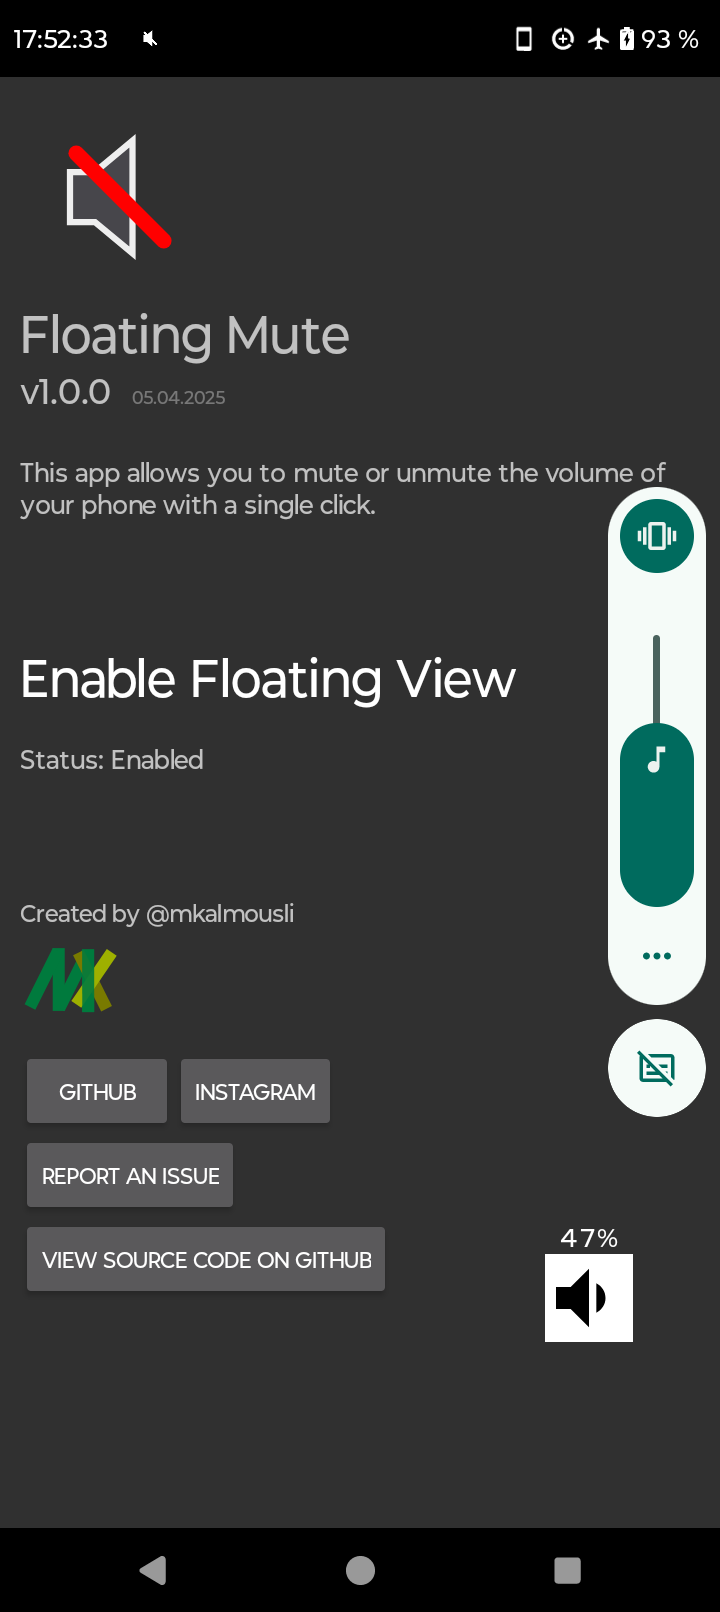 17:52:33
93 %
Floating Mute
v1.0.0 05.04.2025
This app allows you to mute or unmute the volume of
your phone with a single click.
Enable Floating View
Status: Enabled
Created by @mkalmousli
MK
GITHUB INSTAGRAM
REPORT AN ISSUE
VIEW SOURCE CODE ON GITHUB
47%